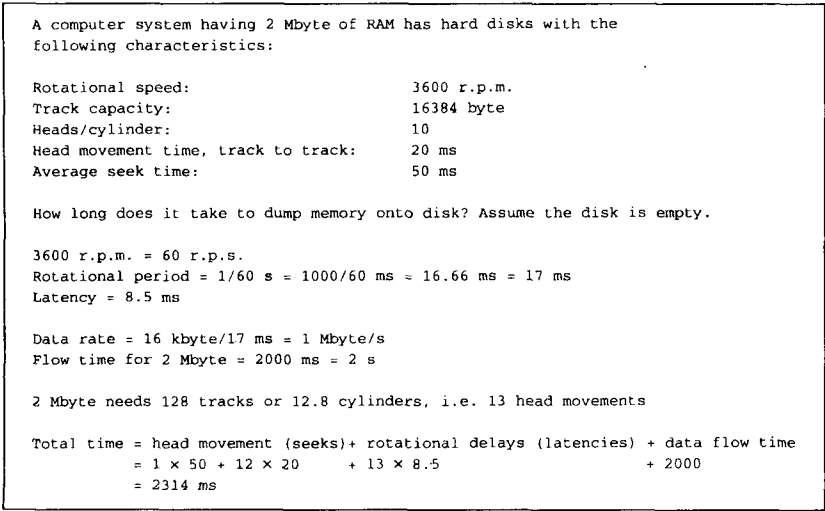 A computer system having 2 Mbyte of RAM has hard disks with the
following characteristics:
Rotational speed: 3600 r.p.m.
Track capacity: 16384 byte
Heads/cylinder: 10
Head movement time, track to track: 20 ms
Average seek time: 50 ms
How long does it take to dump memory onto disk? Assume the disk is empty.
3600 r.p.m. = 60 r.p.s.
Rotational period = 1/60 s = 1000/60 ms = 16.66 ms = 17 ms
Latency = 8.5 ms
Data rate = 16 kbyte/17 ms = 1 Mbyte/s
Flow time for 2 Mbyte = 2000 ms = 2 s
2 Mbyte needs 128 tracks or 12.8 cylinders, i.e. 13 head movements
Total time = head movement (seeks)+ rotational delays (latencies) + data flow time
= 1 × 50 + 12 × 20 + 13 × 8.5 + 2000
= 2314 ms